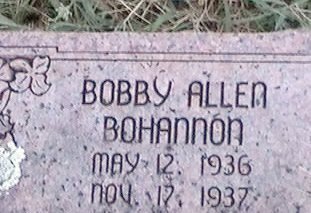 BOBBY ALLEN
BOHANNON
MAY 12, 1936
NOV. 17, 1937